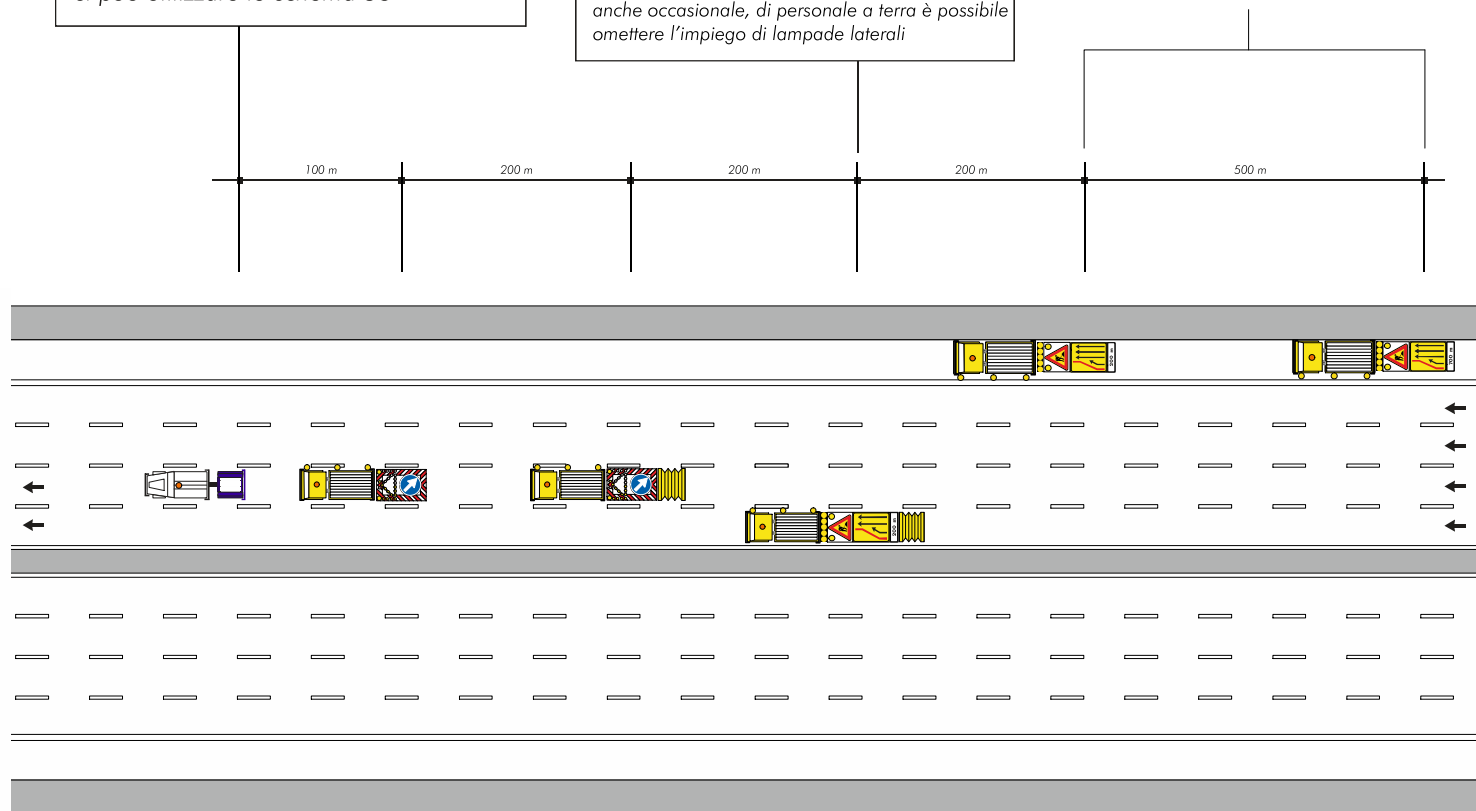 anche occasionale, di personale a terra è possibile
omettere l'impiego di lampade laterali
100 m
200 m
200 m
200 m
500 m